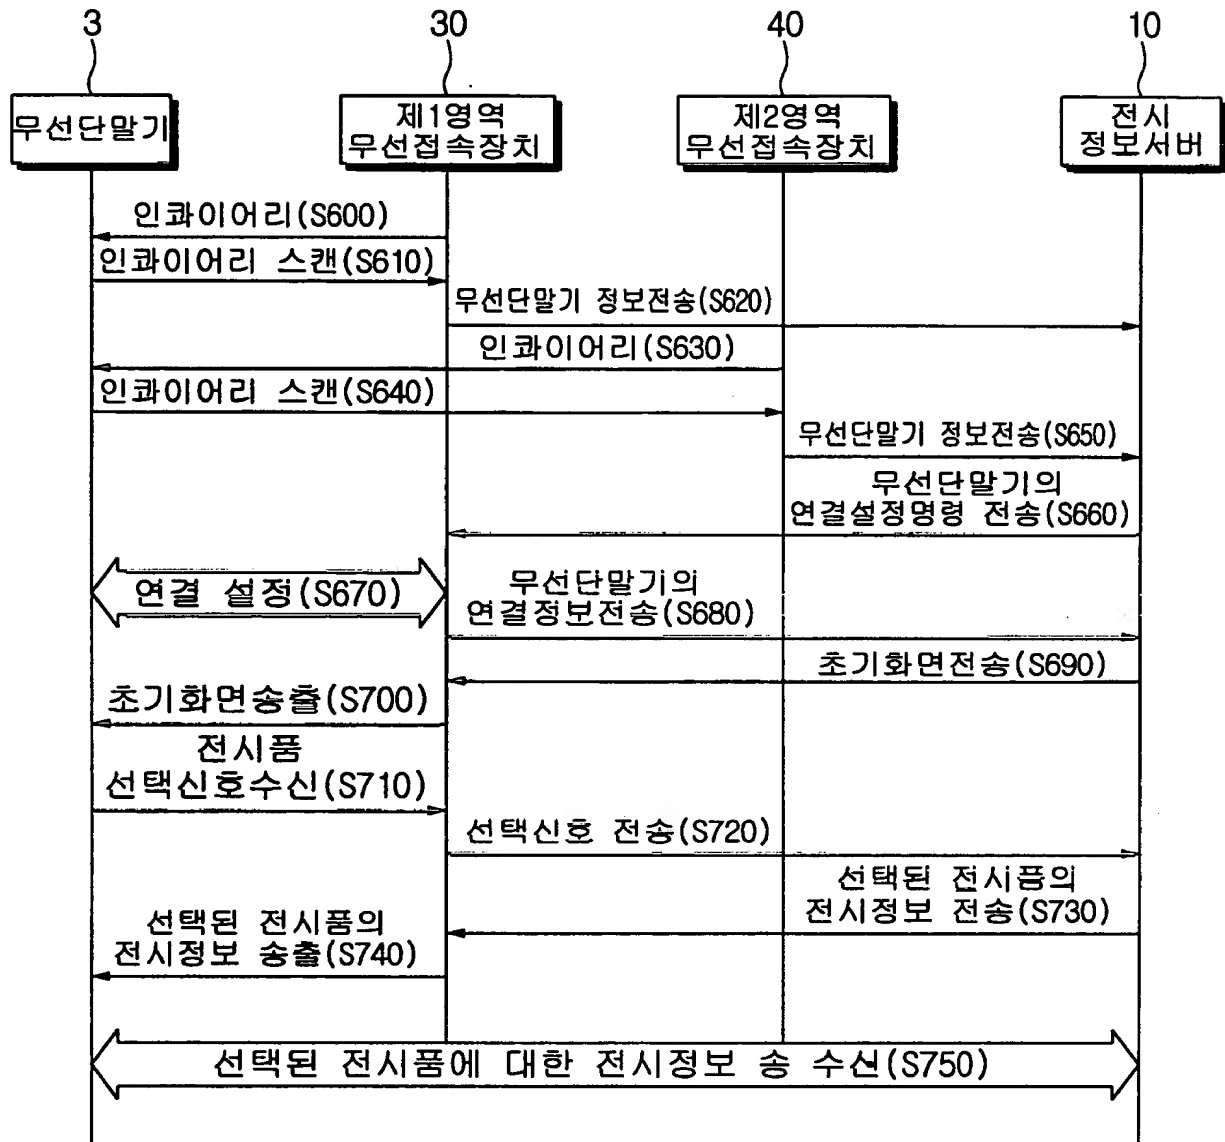 3
30
40
10
무선단말기
제1영역
무선접속장치
제2영역
무선접속장치
전시
정보서버
인콰이어리(S600)
인콰이어리 스캔(S610)
무선단말기 정보전송(S620)
인콰이어리(S630)
인콰이어리 스캔(S640)
무선단말기 정보전송(S650)
무선단말기의
연결설정명령 전송(S660)
연결 설정(S670)
무선단말기의
연결정보전송(S680)
초기화면전송(S690)
초기화면송출(S700)
전시품
선택신호수신(S710)
선택신호 전송(S720)
선택된 전시품의
전시정보 전송(S730)
선택된 전시품의
전시정보 송출(S740)
선택된 전시품에 대한 전시정보 송 수신(S750)